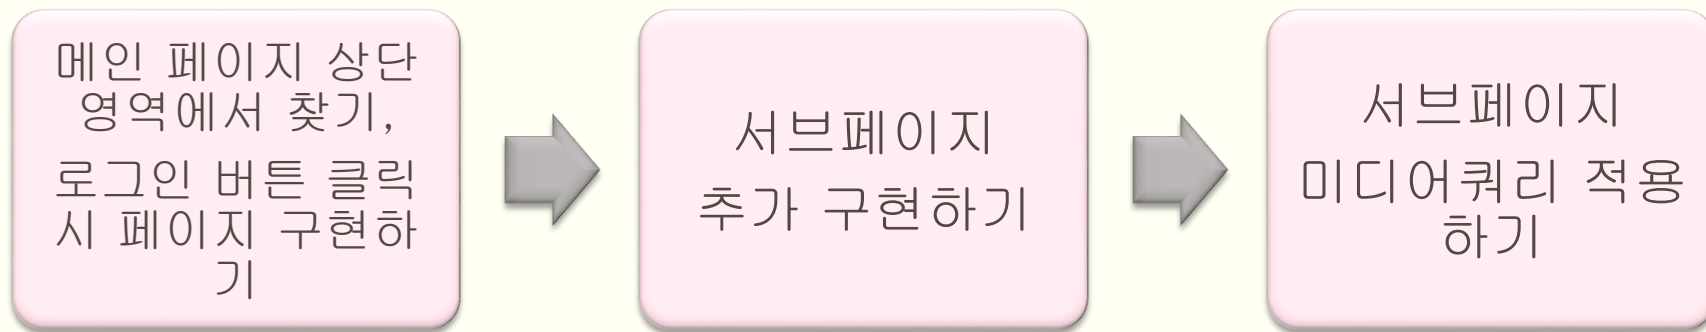 메인 페이지 상단
영역에서 찾기,
로그인 버튼 클릭
시 페이지 구현하
기
서브페이지
추가 구현하기
서브페이지
미디어쿼리 적용
하기